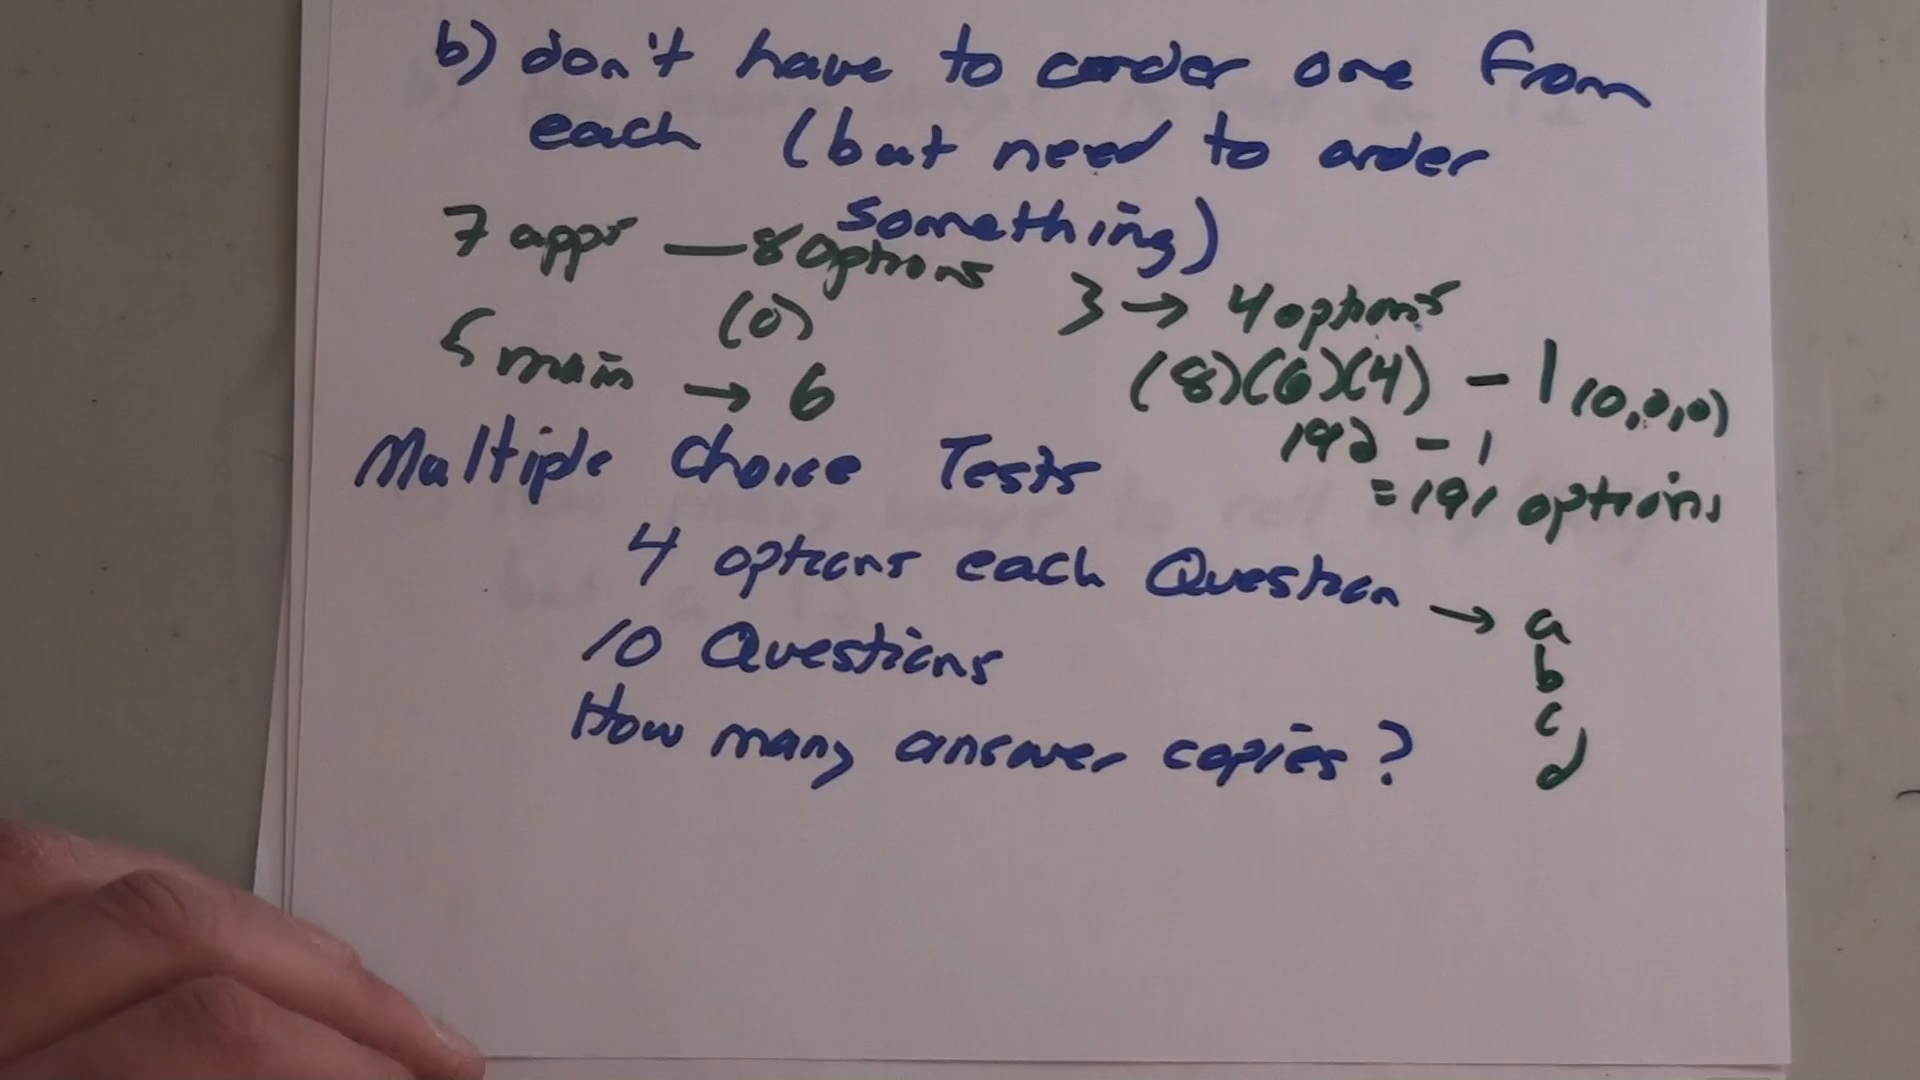 b) don't have to order one from
each (but need to order
something)
7 apps — 8 options
(0)
3 → 4 options
5 main → 6
(8)(6)(4) - 1 (0,0,0)
192 - 1
= 191 options
Multiple Choice Tests
4 options each Question → a
b
c
d
10 Questions
How many answer copies?